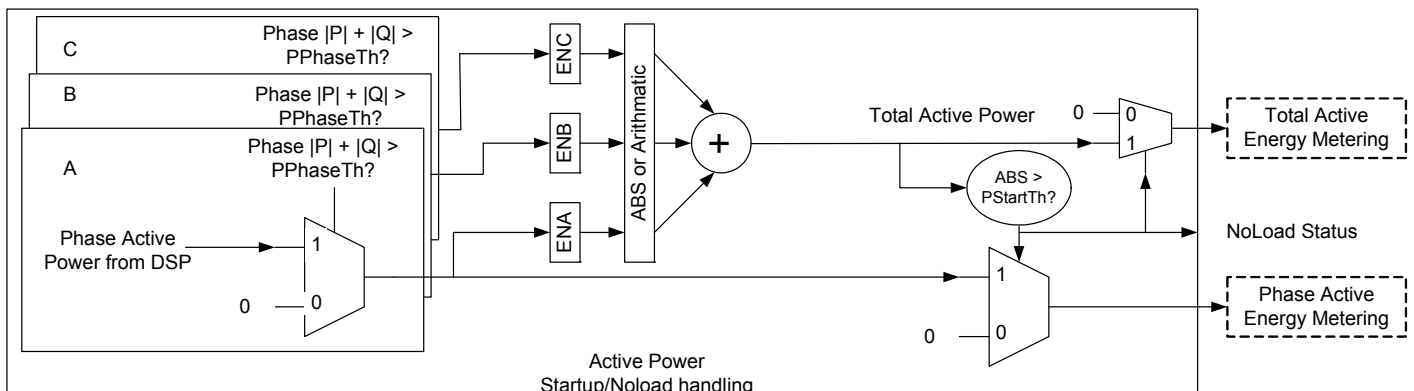 C
Phase |P| + |Q| >
PPhaseTh?
B
Phase |P| + |Q| >
PPhaseTh?
A
Phase |P| + |Q| >
PPhaseTh?
Phase Active
Power from DSP
1
0
0
ENC
ENB
ENA
ABS or Arithmatic
+
Total Active Power
0
0
1
Total Active
Energy Metering
ABS >
PStartTh?
NoLoad Status
1
0
0
Phase Active
Energy Metering
Active Power
Startup/Noload handling